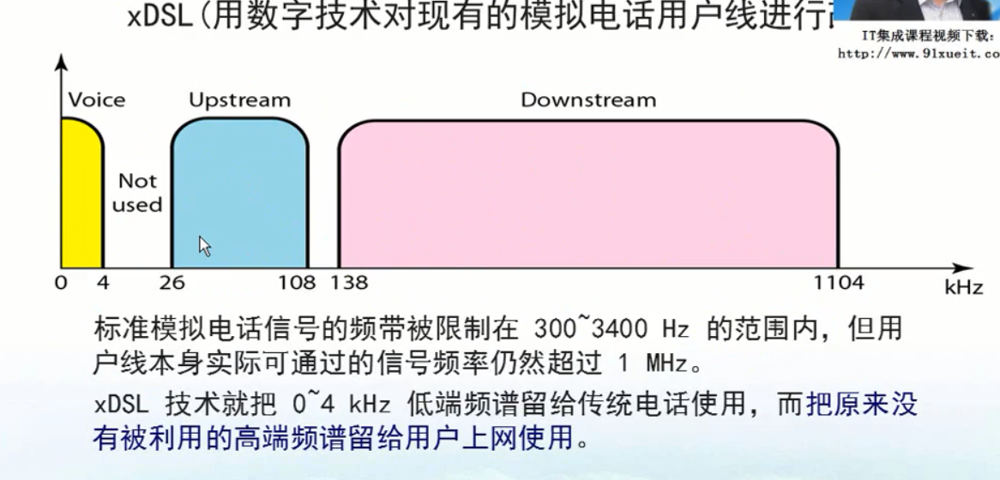 xDSL(用数字技术对现有的模拟电话用户线进行
IT集成课程视频下载:
http://www.91xueit.co
Voice
Upstream
Downstream
Not
used
0 4 26 108 138 1104 kHz
标准模拟电话信号的频带被限制在 300~3400 Hz 的范围内，但用
户线本身实际可通过的信号频率仍然超过 1 MHz。
xDSL 技术就把 0~4 kHz 低端频谱留给传统电话使用，而把原来没
有被利用的高端频谱留给用户上网使用。